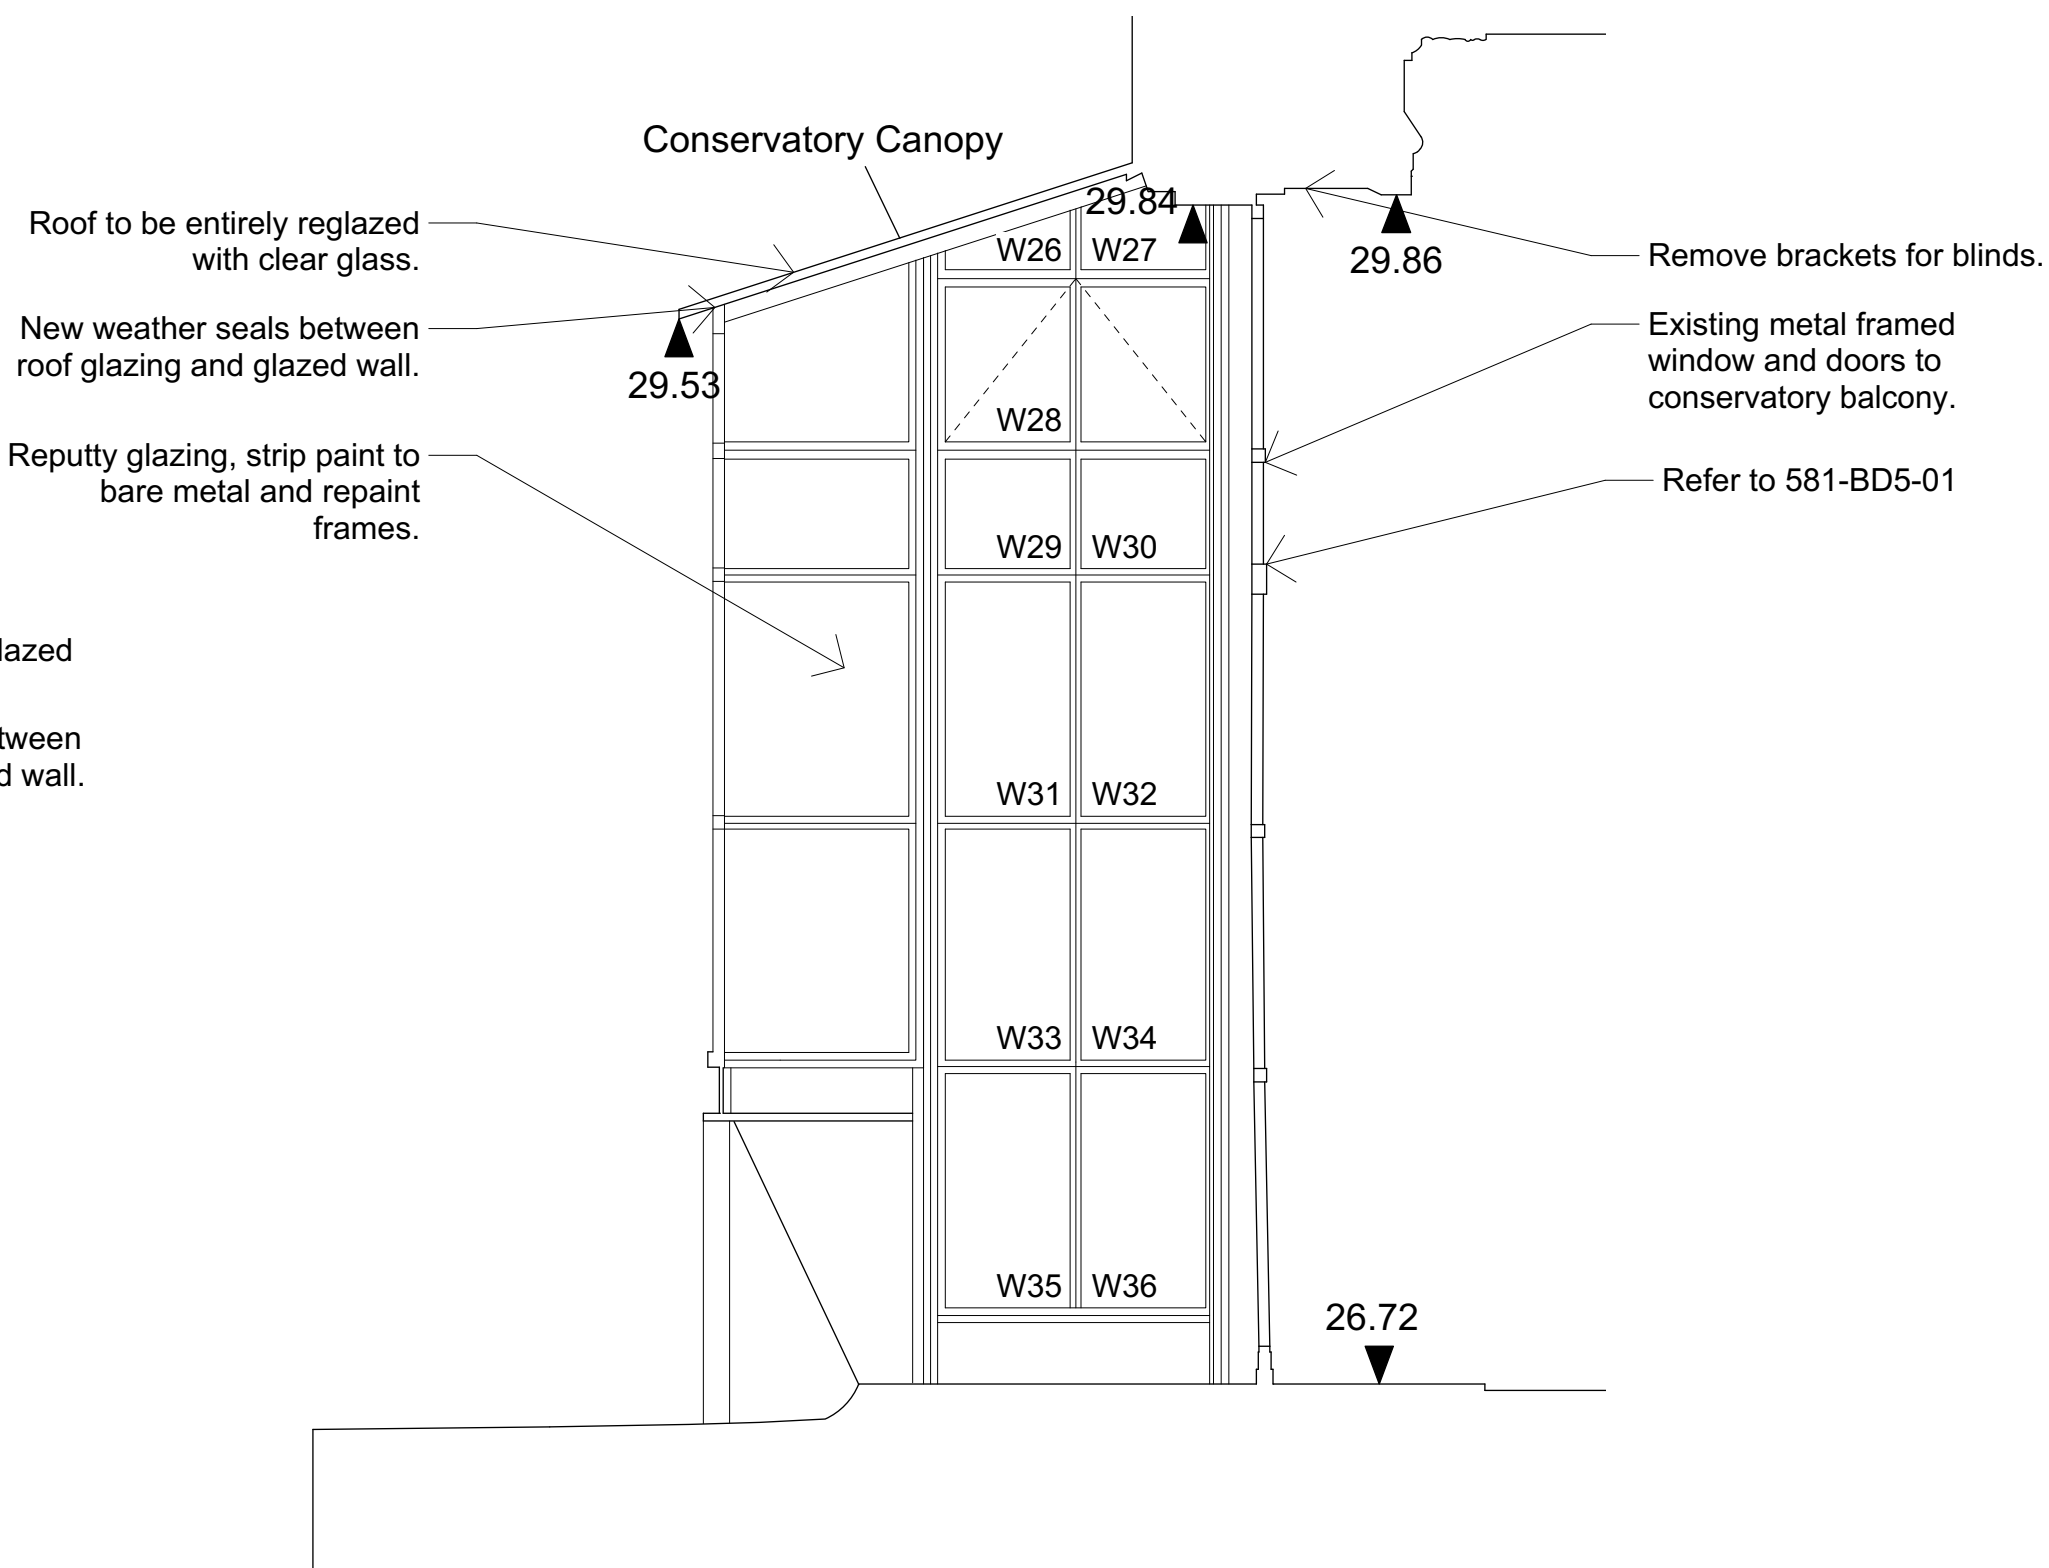 Conservatory Canopy
Roof to be entirely reglazed
with clear glass.
New weather seals between
roof glazing and glazed wall.
Reputty glazing, strip paint to
bare metal and repaint
frames.
lazed
tween
d wall.
29.53
29.84
29.86
W26 W27
W28
W29 W30
W31 W32
W33 W34
W35 W36
26.72
Remove brackets for blinds.
Existing metal framed
window and doors to
conservatory balcony.
Refer to 581-BD5-01